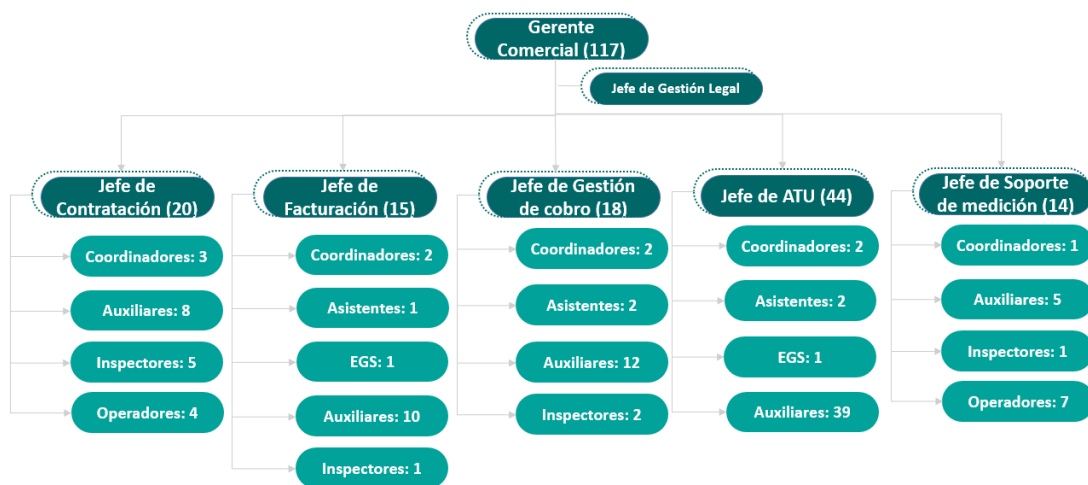 Gerente
Comercial (117)
Jefe de Gestión Legal
Jefe de
Contratación (20)
Coordinadores: 3
Auxiliares: 8
Inspectores: 5
Operadores: 4
Jefe de
Facturación (15)
Coordinadores: 2
Asistentes: 1
EGS: 1
Auxiliares: 10
Inspectores: 1
Jefe de Gestión
de cobro (18)
Coordinadores: 2
Asistentes: 2
Auxiliares: 12
Inspectores: 2
Jefe de ATU (44)
Coordinadores: 2
Asistentes: 2
EGS: 1
Auxiliares: 39
Jefe de Soporte
de medición (14)
Coordinadores: 1
Auxiliares: 5
Inspectores: 1
Operadores: 7